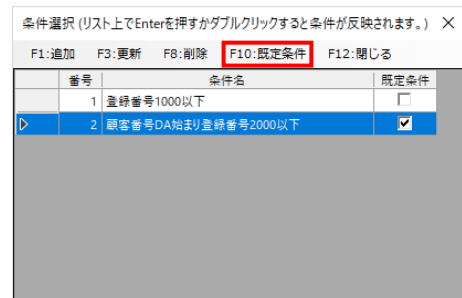 条件選択 (リスト上でEnterを押すかダブルクリックすると条件が反映されます。)
F1:追加 F3:更新 F8:削除 F10:既定条件 F12:閉じる
番号 条件名 既定条件
1 登録番号1000以下
2 顧客番号DA始まり登録番号2000以下